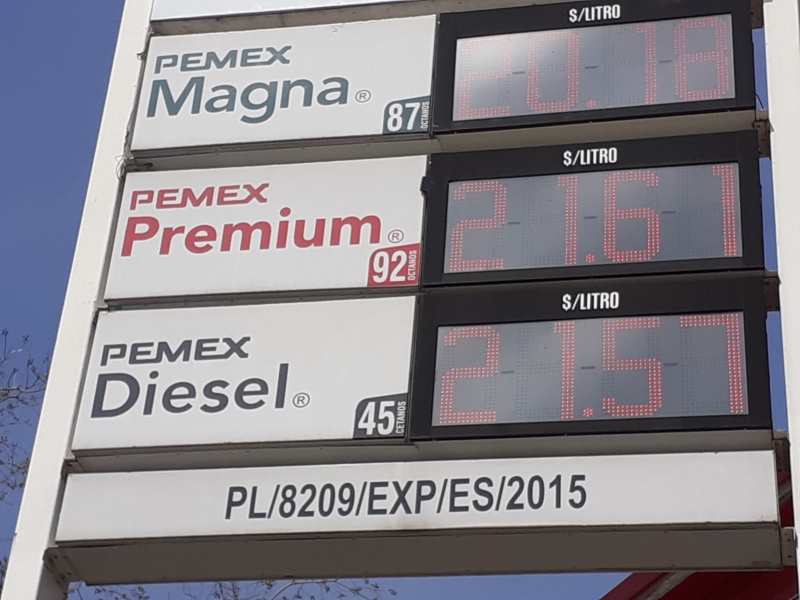 $/LITRO
PEMEX
Magna®
87 OCTANOS
20.18
$/LITRO
PEMEX
Premium®
92 OCTANOS
21.61
$/LITRO
PEMEX
Diesel®
45 CETANOS
21.57
PL/8209/EXP/ES/2015